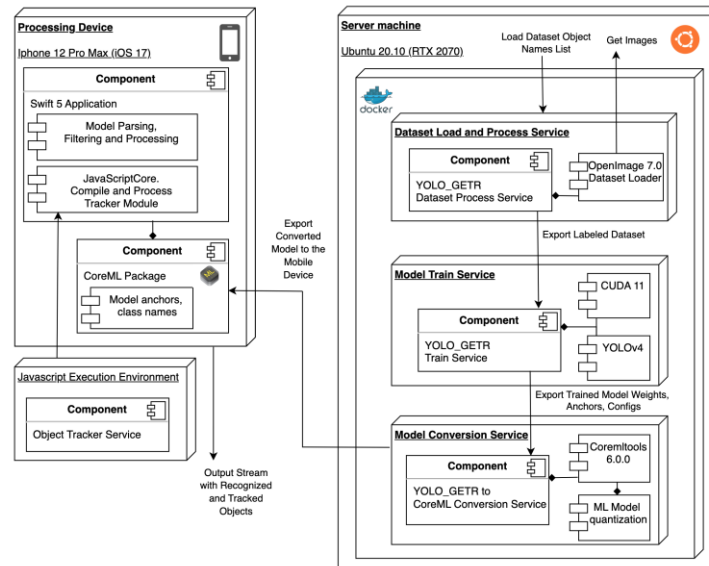 Processing Device
Iphone 12 Pro Max (iOS 17)
Component
Swift 5 Application
Model Parsing,
Filtering and Processing
JavaScriptCore.
Compile and Process
Tracker Module
Component
CoreML Package
Model anchors,
class names
Javascript Execution Environment
Component
Object Tracker Service
Output Stream
with Recognized
and Tracked
Objects
Export
Converted
Model to the
Mobile
Device
Server machine
Ubuntu 20.10 (RTX 2070)
Load Dataset Object
Names List
Get Images
docker
Dataset Load and Process Service
Component
YOLO_GETR
Dataset Process Service
OpenImage 7.0
Dataset Loader
Export Labeled Dataset
Model Train Service
Component
YOLO_GETR
Train Service
CUDA 11
YOLOv4
Export Trained Model Weights,
Anchors, Configs
Model Conversion Service
Component
YOLO_GETR to
CoreML Conversion Service
Coremltools
6.0.0
ML Model
quantization